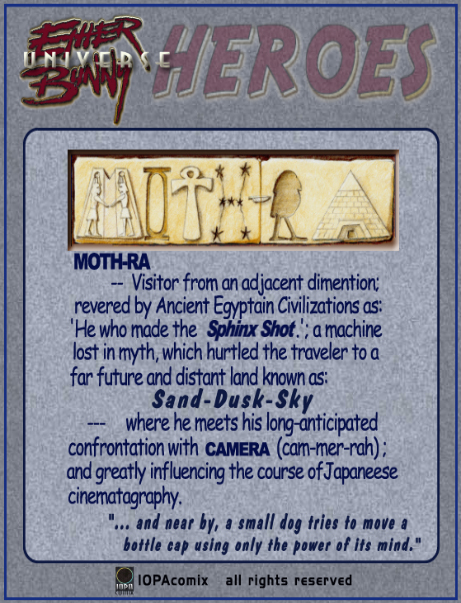 ETHER
UNIVERSE
BUNNY
HEROES
MOTH-RA
MOTH-RA
-- Visitor from an adjacent dimention;
revered by Ancient Egyptain Civilizations as:
'He who made the Sphinx Shot.'; a machine
lost in myth, which hurtled the traveler to a
far future and distant land known as:
Sand-Dusk-Sky
--- where he meets his long-anticipated
confrontation with CAMERA (cam-mer-rah) ;
and greatly influencing the course of Japaneese
cinematagraphy.
"... and near by, a small dog tries to move a
bottle cap using only the power of its mind."
IOPAcomix all rights reserved